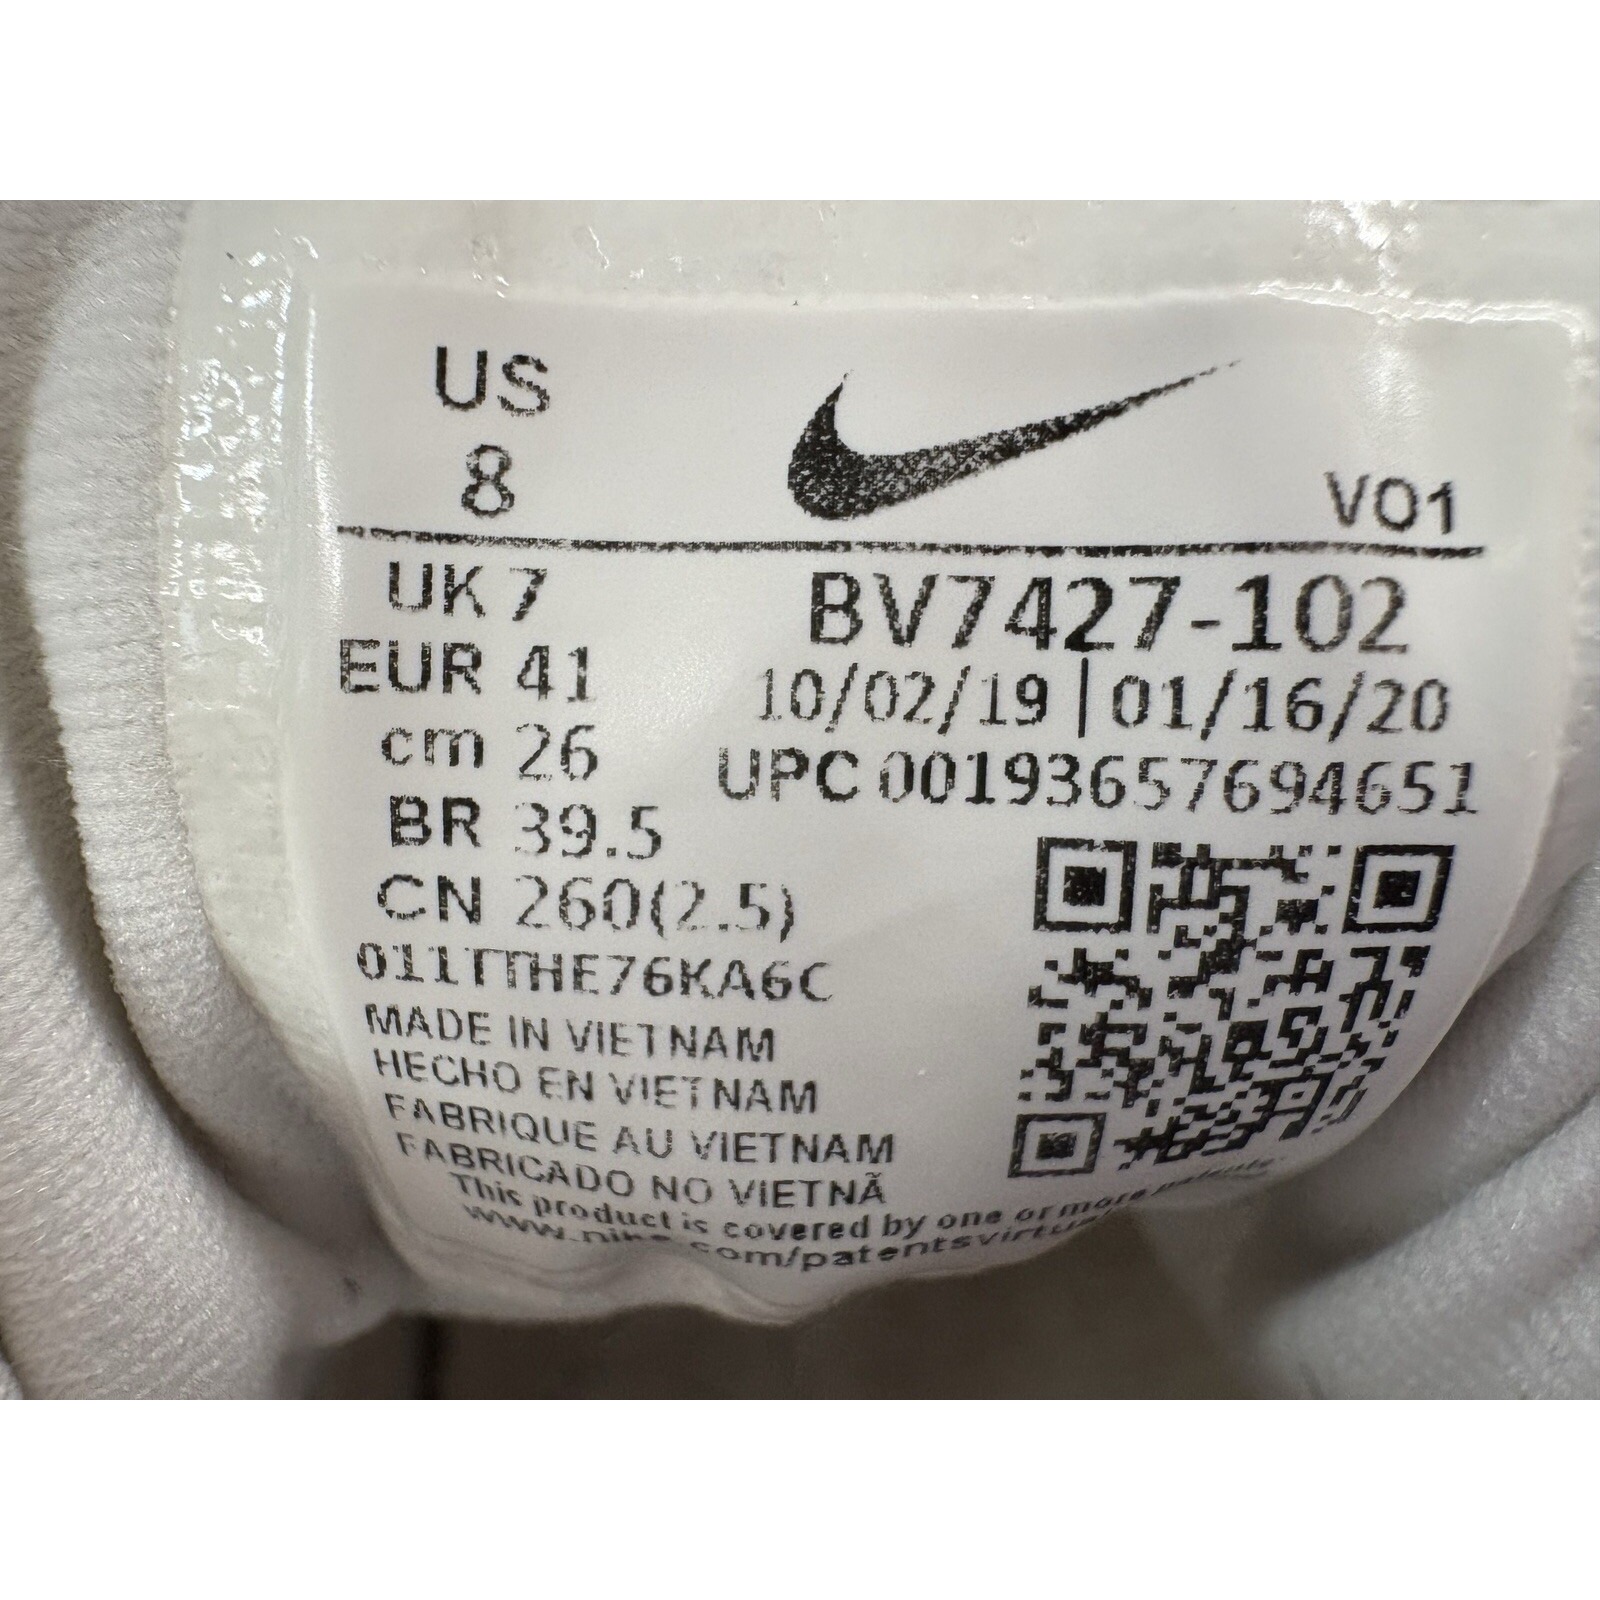 US
8
VO1
UK 7
EUR 41
cm 26
BR 39.5
CN 260(2.5)
BV7427-102
10/02/19 | 01/16/20
UPC 00193657694651
011TTHE76KA6C
MADE IN VIETNAM
HECHO EN VIETNAM
FABRIQUE AU VIETNAM
FABRICADO NO VIETNÃ
This product is covered by one or more patents.